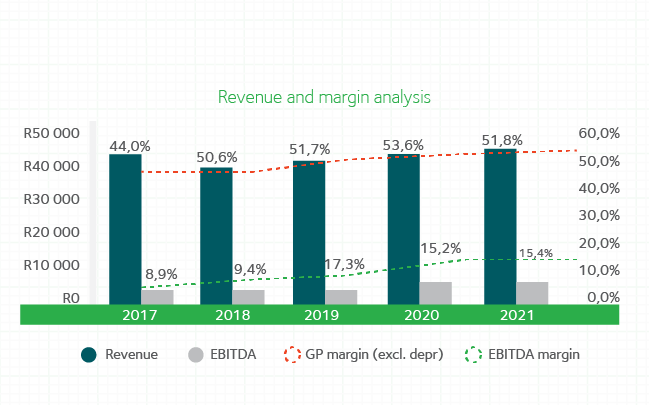 Revenue and margin analysis
R50 000
R40 000
R30 000
R20 000
R10 000
R0
44,0%
50,6%
51,7%
53,6%
51,8%
8,9%
9,4%
17,3%
15,2%
15,4%
60,0%
50,0%
40,0%
30,0%
20,0%
10,0%
0,0%
2017 2018 2019 2020 2021
Revenue EBITDA GP margin (excl. depr) EBITDA margin